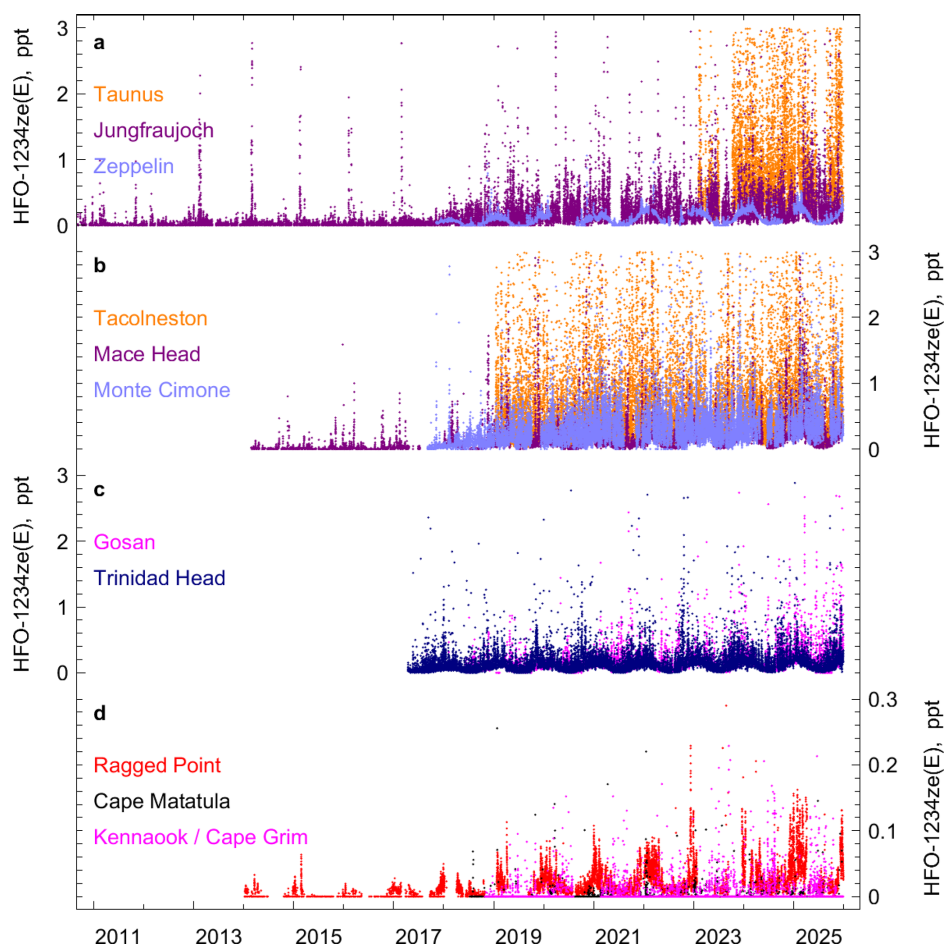 3
a
HFO-1234ze(E), ppt
Taunus
2
Jungfraujoch
1
Zeppelin
0
b
3
HFO-1234ze(E), ppt
Tacolneston
2
Mace Head
1
Monte Cimone
0
3
c
HFO-1234ze(E), ppt
Gosan
2
Trinidad Head
1
0
d
0.3
HFO-1234ze(E), ppt
Ragged Point
0.2
Cape Matatula
0.1
Kennaook / Cape Grim
0
2011 2013 2015 2017 2019 2021 2023 2025